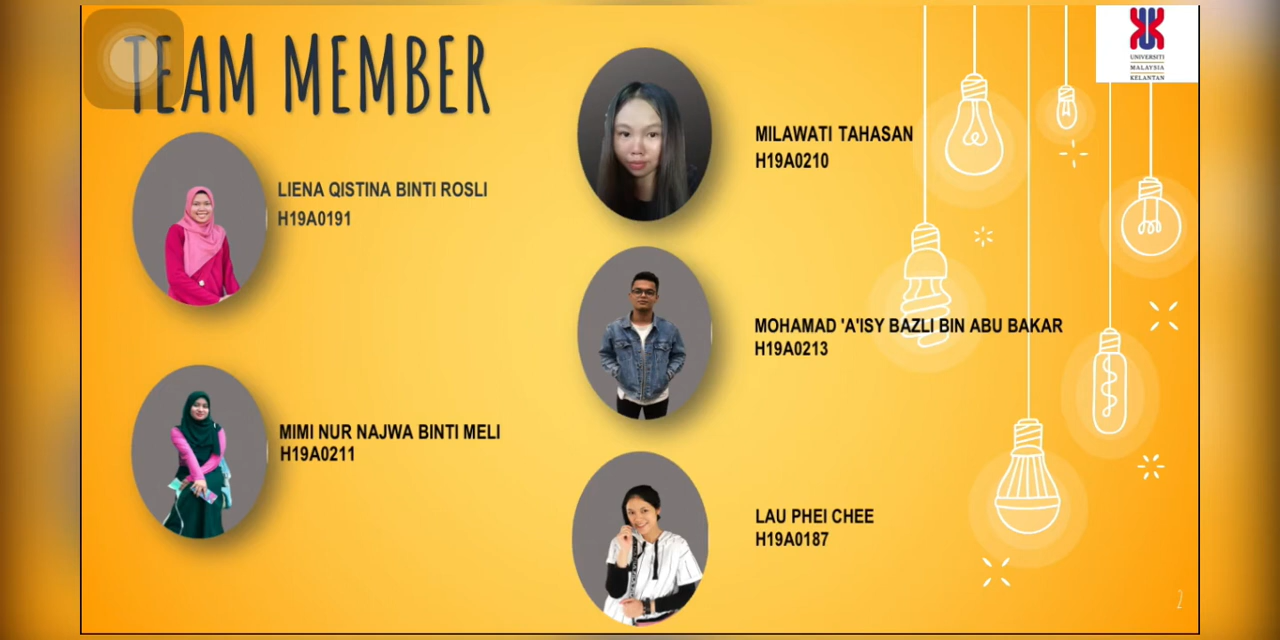 TEAM MEMBER
LIENA QISTINA BINTI ROSLI
H19A0191
MIMI NUR NAJWA BINTI MELI
H19A0211
MILAWATI TAHASAN
H19A0210
MOHAMAD 'A'ISY BAZLI BIN ABU BAKAR
H19A0213
LAU PHEI CHEE
H19A0187
UNIVERSITI
MALAYSIA
KELANTAN
2